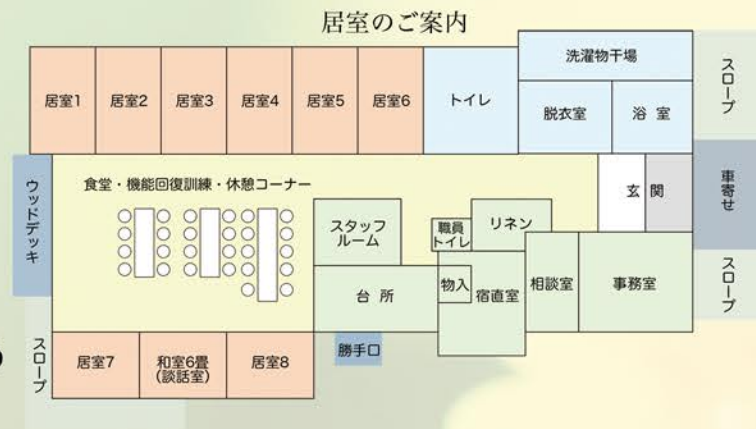 居室のご案内
洗濯物干場
スロープ
居室1
居室2
居室3
居室4
居室5
居室6
トイレ
脱衣室
浴 室
ウッドデッキ
食堂・機能回復訓練・休憩コーナー
玄 関
車寄せ
スタッフ
ルーム
職員
トイレ
リネン
台 所
物入
宿直室
相談室
事務室
スロープ
スロープ
居室7
和室6畳
(談話室)
居室8
勝手口